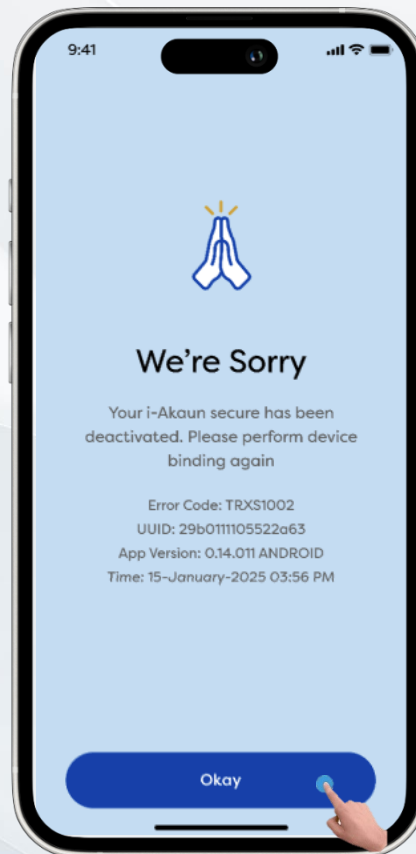 9:41
We're Sorry
Your i-Akaun secure has been
deactivated. Please perform device
binding again
Error Code: TRXS1002
UUID: 29b0111105522a63
App Version: 0.14.011 ANDROID
Time: 15-January-2025 03:56 PM
Okay